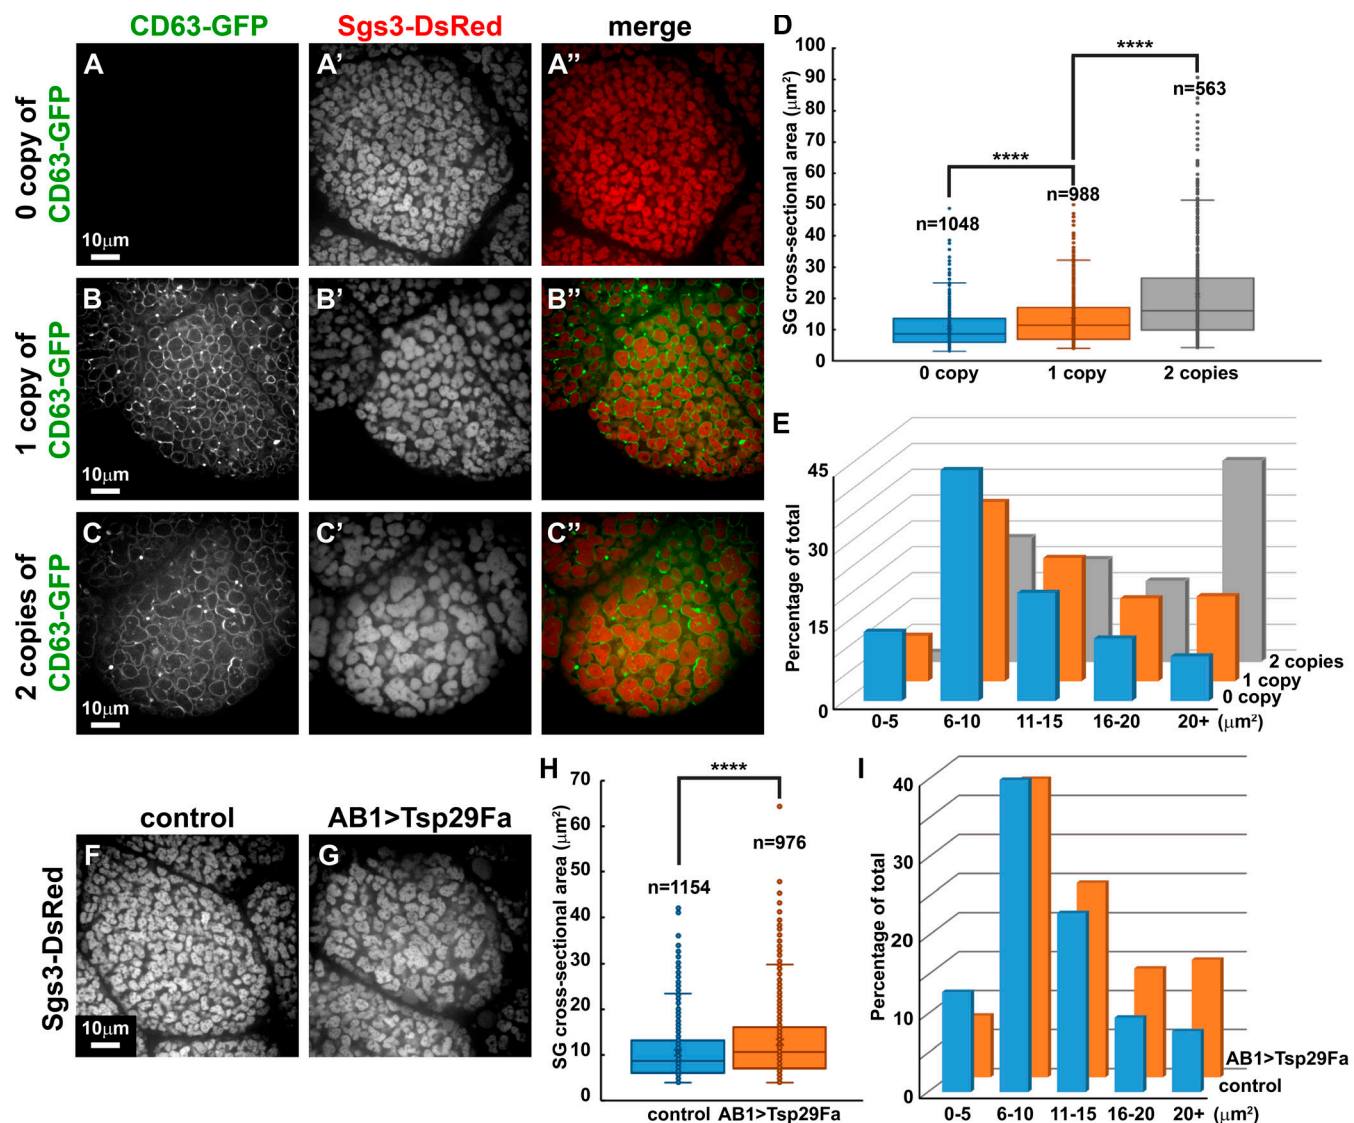 CD63-GFP Sgs3-DsRed merge
0 copy of
CD63-GFP
A A' A"
10μm
1 copy of
CD63-GFP
B B' B"
10μm
2 copies of
CD63-GFP
C C' C"
10μm
D
SG cross-sectional area (μm²)
100
90
80
70
60
50
40
30
20
10
0
****
****
n=1048
n=988
n=563
0 copy 1 copy 2 copies
E
Percentage of total
45
30
15
0
2 copies
1 copy
0 copy
0-5 6-10 11-15 16-20 20+ (μm²)
control AB1>Tsp29Fa
Sgs3-DsRed
F G
10μm
H
SG cross-sectional area (μm²)
70
60
50
40
30
20
10
0
****
n=1154
n=976
control AB1>Tsp29Fa
I
Percentage of total
40
30
20
10
0
AB1>Tsp29Fa
control
0-5 6-10 11-15 16-20 20+ (μm²)